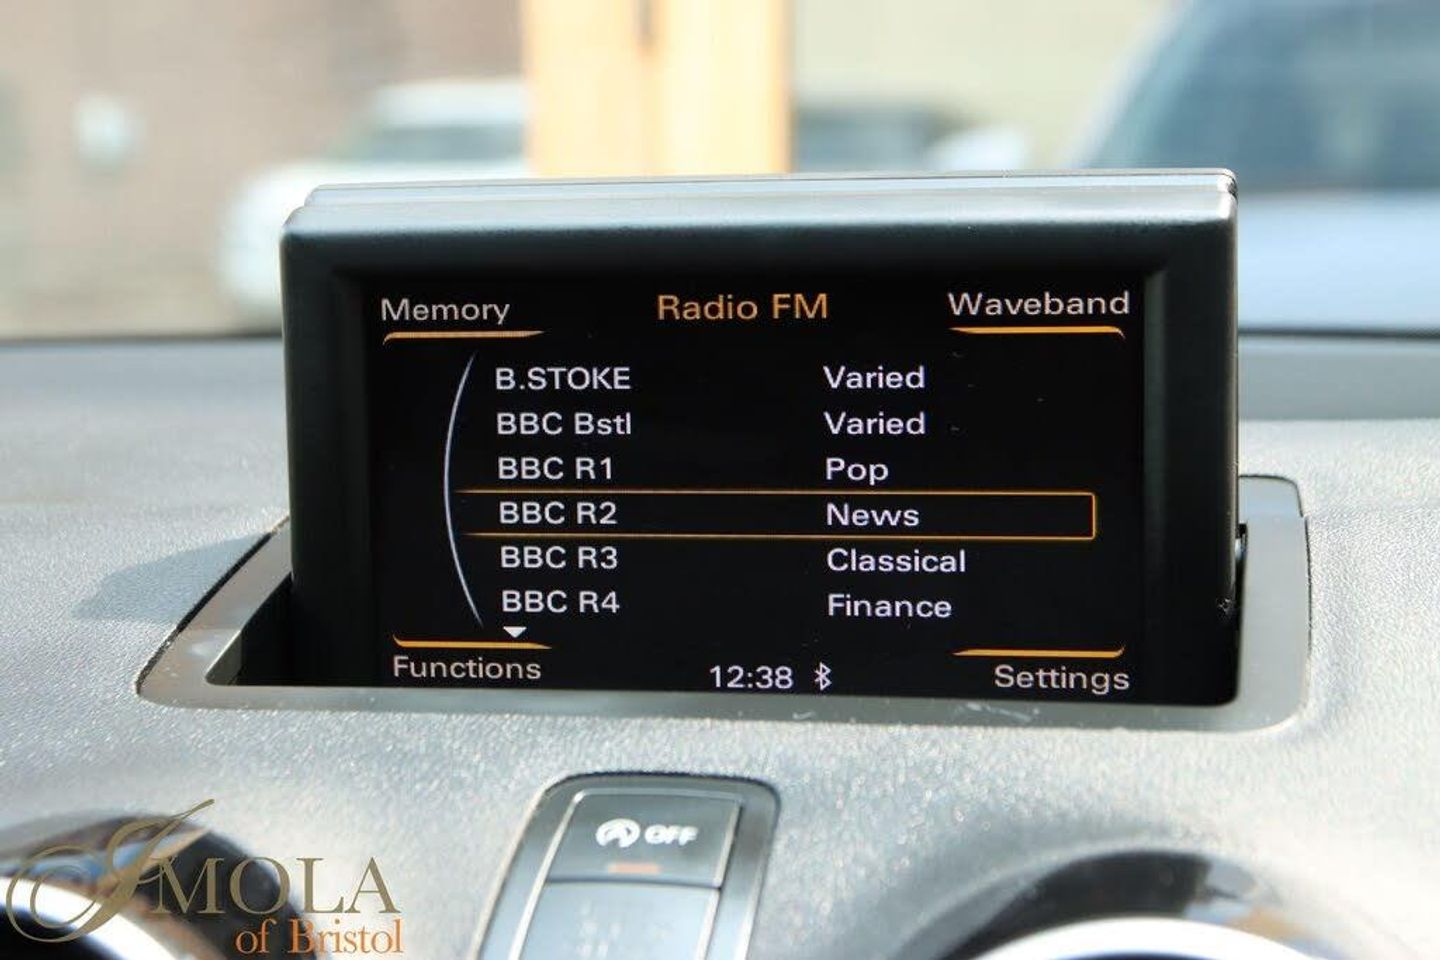 Memory Radio FM Waveband
B.STOKE Varied
BBC Bstl Varied
BBC R1 Pop
BBC R2 News
BBC R3 Classical
BBC R4 Finance
Functions 12:38 Settings
OFF
IMOLA
of Bristol